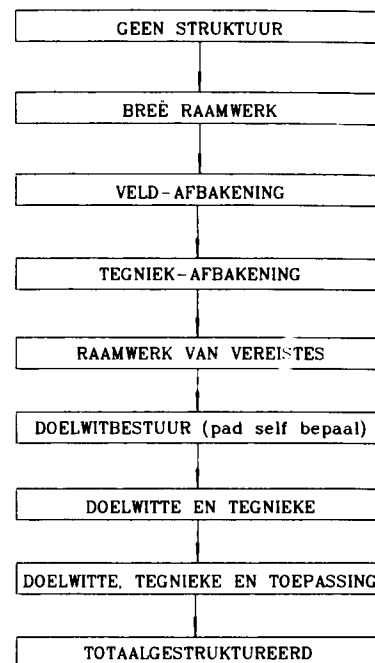 GEEN STRUKTUUR
BREË RAAMWERK
VELD-AFBAKENING
TEGNIEK-AFBAKENING
RAAMWERK VAN VEREISTES
DOELWITBESTUUR (pad self bepaal)
DOELWITTE EN TEGNIEKE
DOELWITTE, TEGNIEKE EN TOEPASSING
TOTAALGESTRUKTUREERD